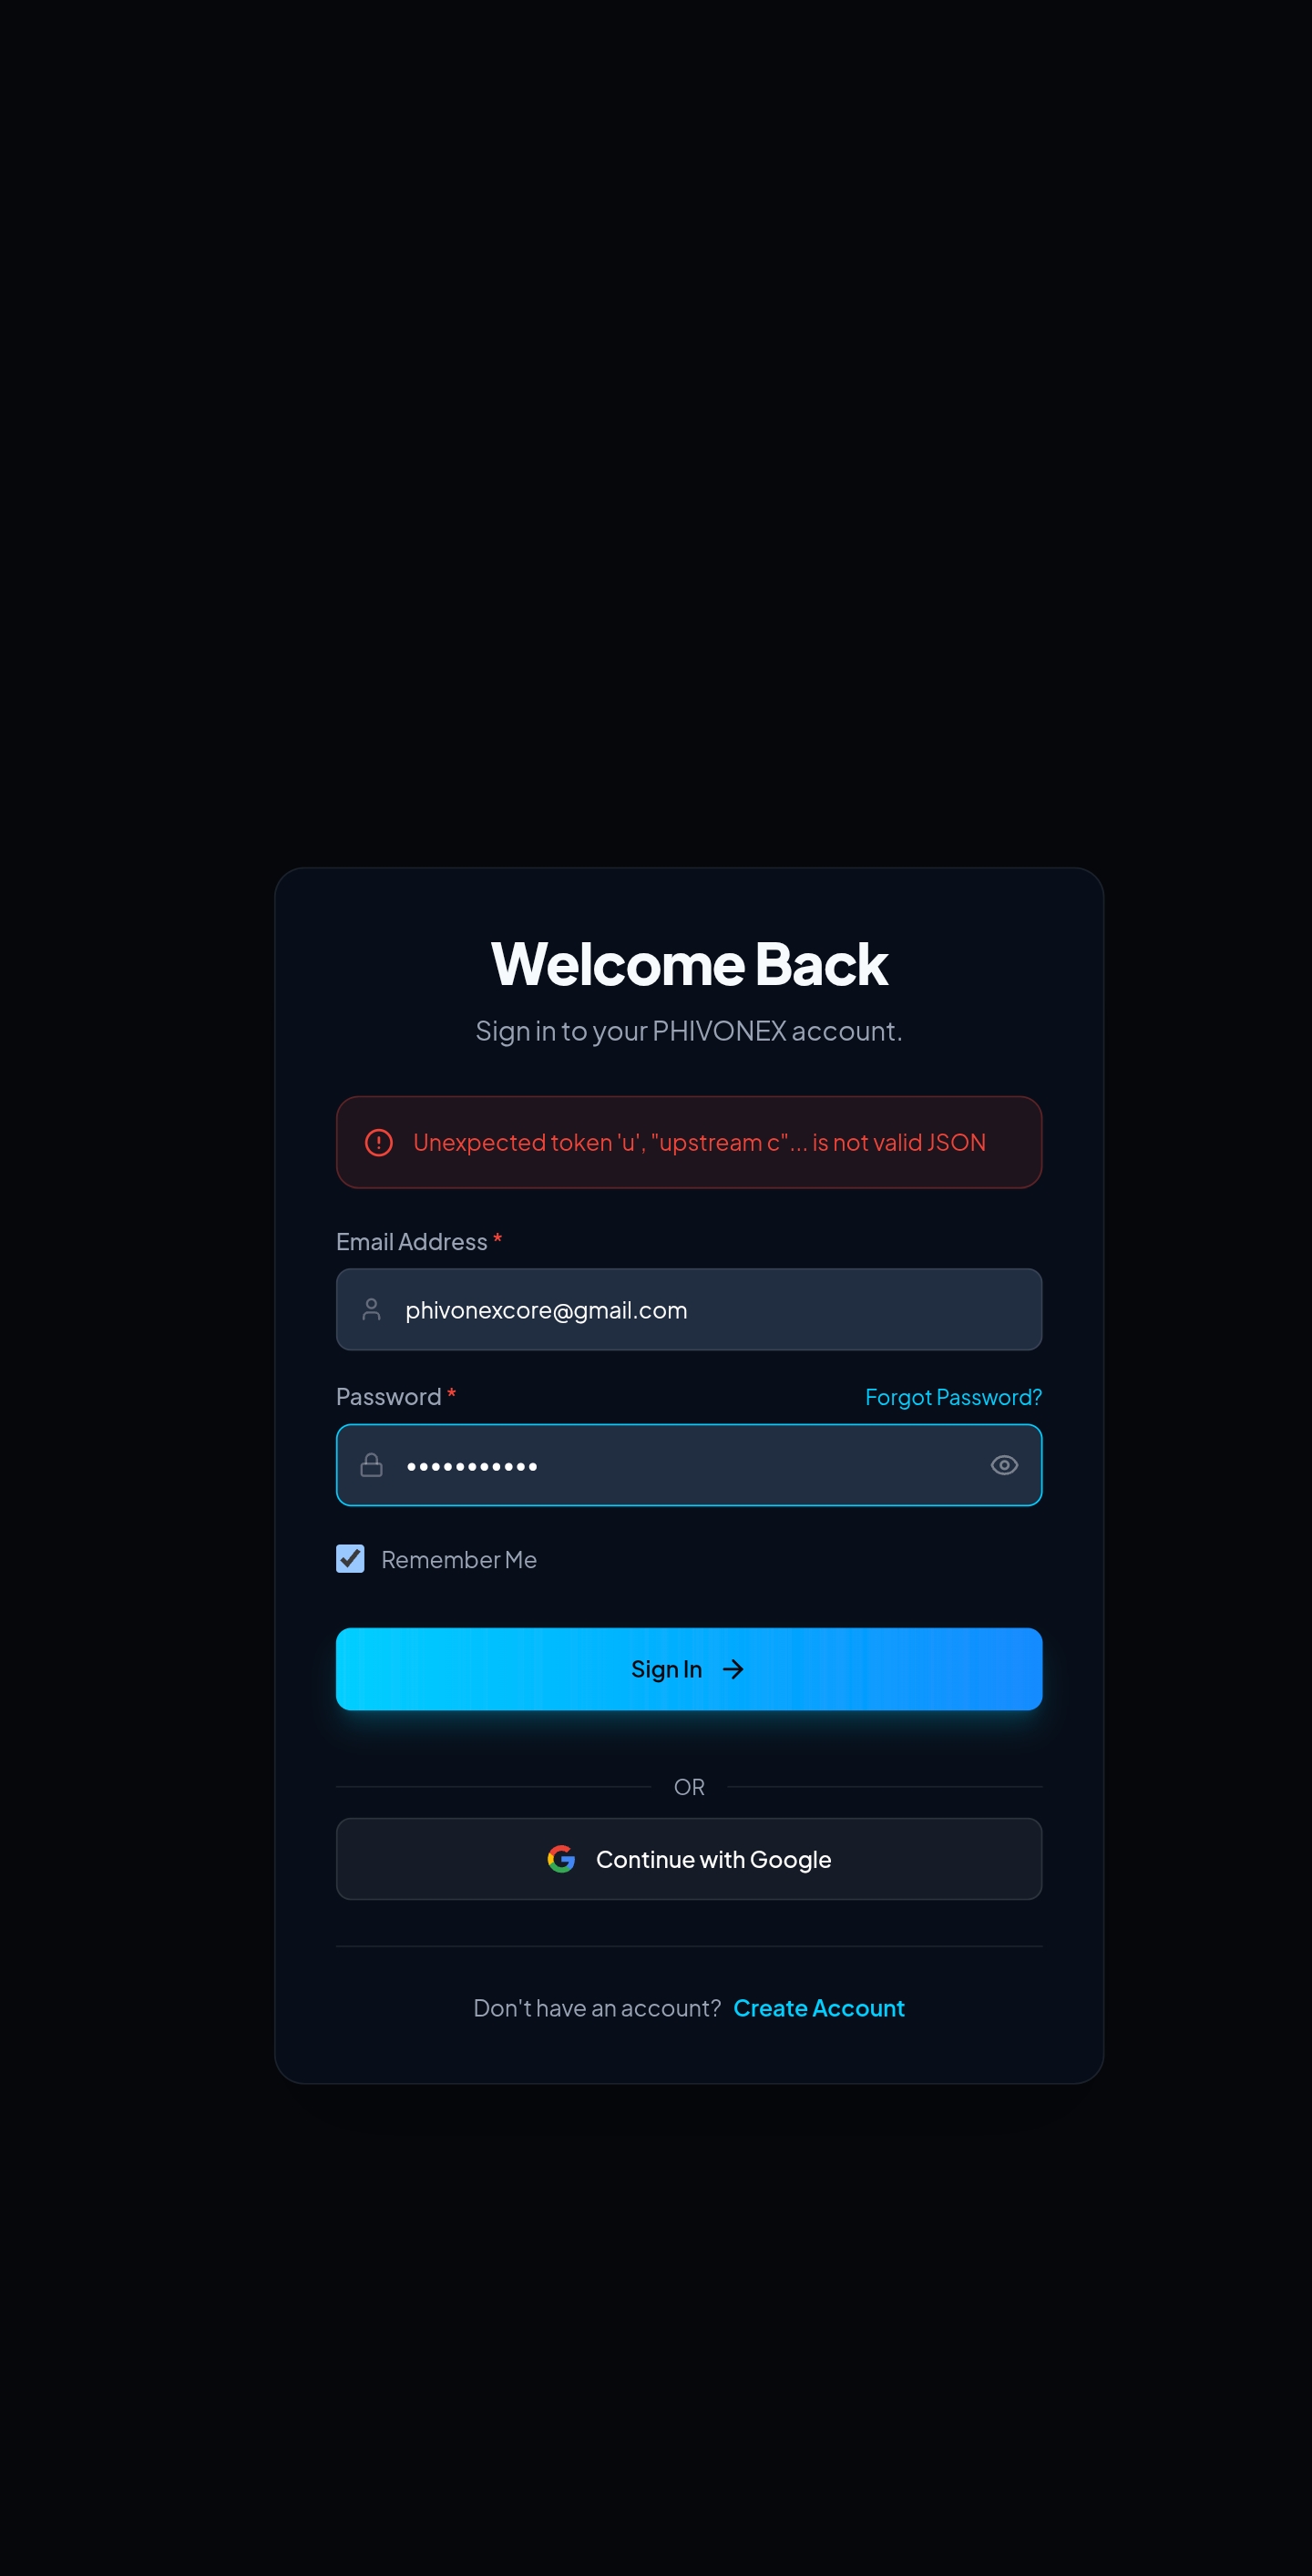 Welcome Back
Sign in to your PHIVONEX account.
Unexpected token 'u', "upstream c"... is not valid JSON
Email Address *
phivonexcore@gmail.com
Password * Forgot Password?
•••••••••••
Remember Me
Sign In →
OR
Continue with Google
Don't have an account? Create Account